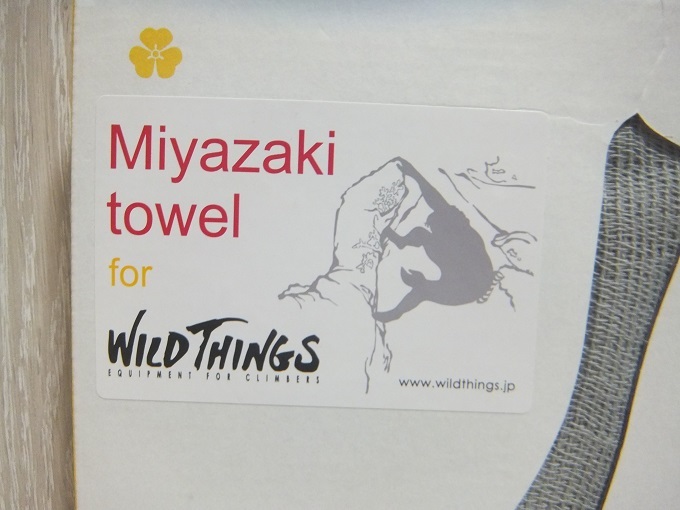 Miyazaki
towel
for
WILD THINGS
EQUIPMENT FOR CLIMBERS
www.wildthings.jp